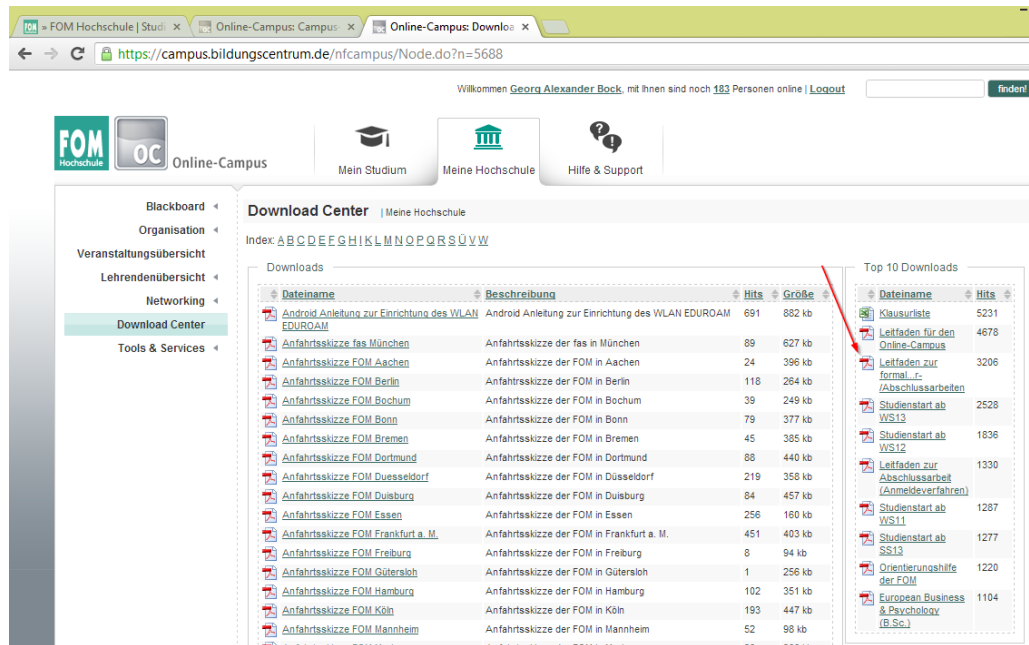 » FOM Hochschule | Studi
Online-Campus: Campus-
Online-Campus: Downloa
https://campus.bildungscentrum.de/nfcampus/Node.do?n=5688
Willkommen Georg Alexander Bock, mit Ihnen sind noch 183 Personen online | Logout
finden!
FOM
Hochschule
OC
Online-Campus
Mein Studium
Meine Hochschule
Hilfe & Support
Blackboard
Organisation
Veranstaltungsübersicht
Lehrendenübersicht
Networking
Download Center
Tools & Services
Download Center | Meine Hochschule
Index: A B C D E F G H I K L M N O P Q R S Ü V W
Downloads
Dateiname Beschreibung Hits Größe
Android Anleitung zur Einrichtung des WLAN Android Anleitung zur Einrichtung des WLAN EDUROAM 691 882 kb
EDUROAM
Anfahrtsskizze fas München Anfahrtsskizze der fas in München 89 627 kb
Anfahrtsskizze FOM Aachen Anfahrtsskizze der FOM in Aachen 24 396 kb
Anfahrtsskizze FOM Berlin Anfahrtsskizze der FOM in Berlin 118 264 kb
Anfahrtsskizze FOM Bochum Anfahrtsskizze der FOM in Bochum 39 249 kb
Anfahrtsskizze FOM Bonn Anfahrtsskizze der FOM in Bonn 79 377 kb
Anfahrtsskizze FOM Bremen Anfahrtsskizze der FOM in Bremen 45 385 kb
Anfahrtsskizze FOM Dortmund Anfahrtsskizze der FOM in Dortmund 88 440 kb
Anfahrtsskizze FOM Duesseldorf Anfahrtsskizze der FOM in Düsseldorf 219 358 kb
Anfahrtsskizze FOM Duisburg Anfahrtsskizze der FOM in Duisburg 84 457 kb
Anfahrtsskizze FOM Essen Anfahrtsskizze der FOM in Essen 256 160 kb
Anfahrtsskizze FOM Frankfurt a. M. Anfahrtsskizze der FOM in Frankfurt a. M. 451 403 kb
Anfahrtsskizze FOM Freiburg Anfahrtsskizze der FOM in Freiburg 8 94 kb
Anfahrtsskizze FOM Gütersloh Anfahrtsskizze der FOM in Gütersloh 1 256 kb
Anfahrtsskizze FOM Hamburg Anfahrtsskizze der FOM in Hamburg 102 351 kb
Anfahrtsskizze FOM Köln Anfahrtsskizze der FOM in Köln 193 447 kb
Anfahrtsskizze FOM Mannheim Anfahrtsskizze der FOM in Mannheim 52 98 kb
Top 10 Downloads
Dateiname Hits
Klausurliste 5231
Leitfaden für den 4678
Online-Campus
Leitfaden zur 3206
formal...r-
/Abschlussarbeiten
Studienstart ab 2528
WS13
Studienstart ab 1836
WS12
Leitfaden zur 1330
Abschlussarbeit
(Anmeldeverfahren)
Studienstart ab 1287
WS11
Studienstart ab 1277
SS13
Orientierungshilfe 1220
der FOM
European Business 1104
& Psychology
(B.Sc.)